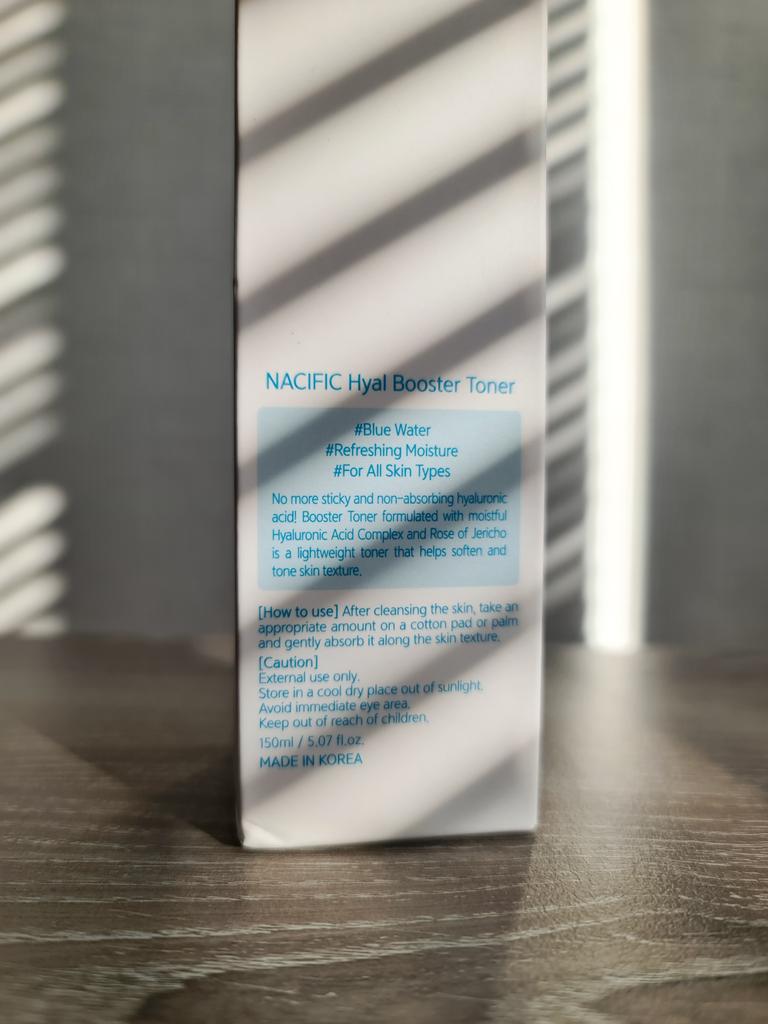 NACIFIC Hyal Booster Toner
#Blue Water
#Refreshing Moisture
#For All Skin Types
No more sticky and non-absorbing hyaluronic
acid! Booster Toner formulated with moistful
Hyaluronic Acid Complex and Rose of Jericho
is a lightweight toner that helps soften and
tone skin texture.
[How to use] After cleansing the skin, take an
appropriate amount on a cotton pad or palm
and gently absorb it along the skin texture.
[Caution]
External use only.
Store in a cool dry place out of sunlight.
Avoid immediate eye area.
Keep out of reach of children.
150ml / 5.07 fl.oz.
MADE IN KOREA